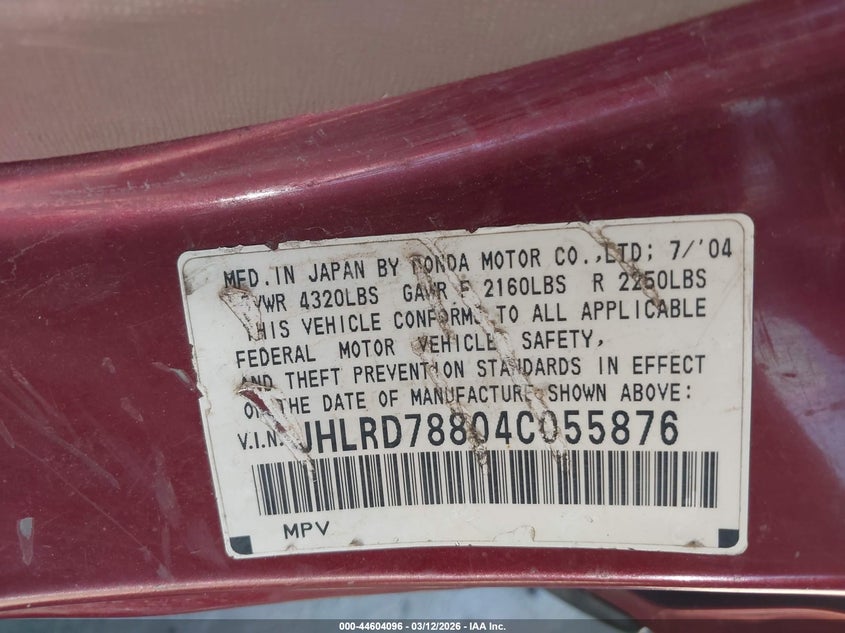 MFD. IN JAPAN BY HONDA MOTOR CO.,LTD; 7/'04
GVWR 4320LBS GAWR F 2160LBS R 2250LBS
THIS VEHICLE CONFORMS TO ALL APPLICABLE
FEDERAL MOTOR VEHICLE SAFETY,
AND THEFT PREVENTION STANDARDS IN EFFECT
ON THE DATE OF MANUFACTURE SHOWN ABOVE:
V.I.N. JHLRD78804C055876
MPV
000-44604096 - 03/12/2026 - IAA Inc.